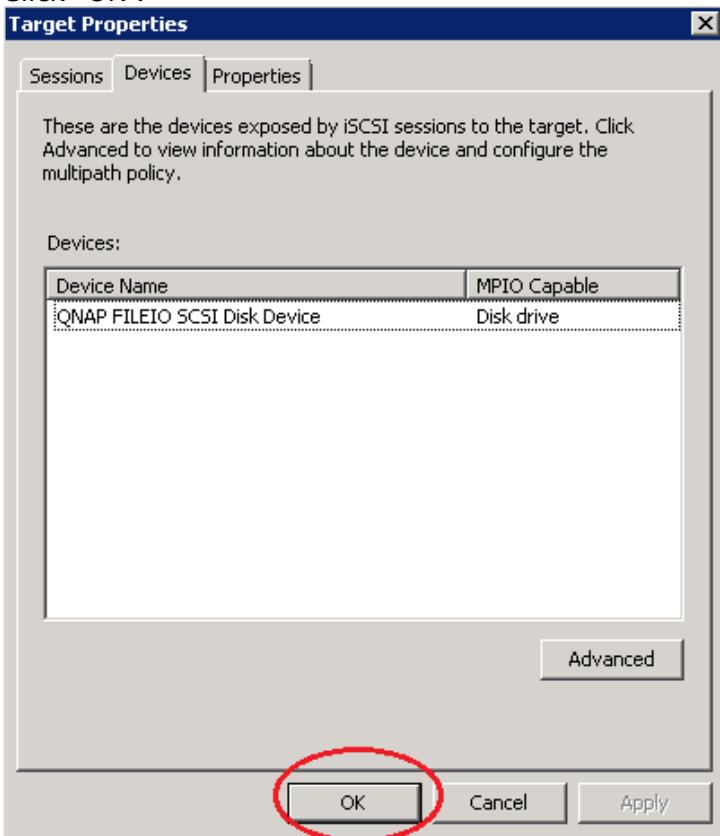 Click "OK".
Target Properties
Sessions Devices Properties
These are the devices exposed by iSCSI sessions to the target. Click
Advanced to view information about the device and configure the
multipath policy.
Devices:
Device Name MPIO Capable
QNAP FILEIO SCSI Disk Device Disk drive
Advanced
OK Cancel Apply